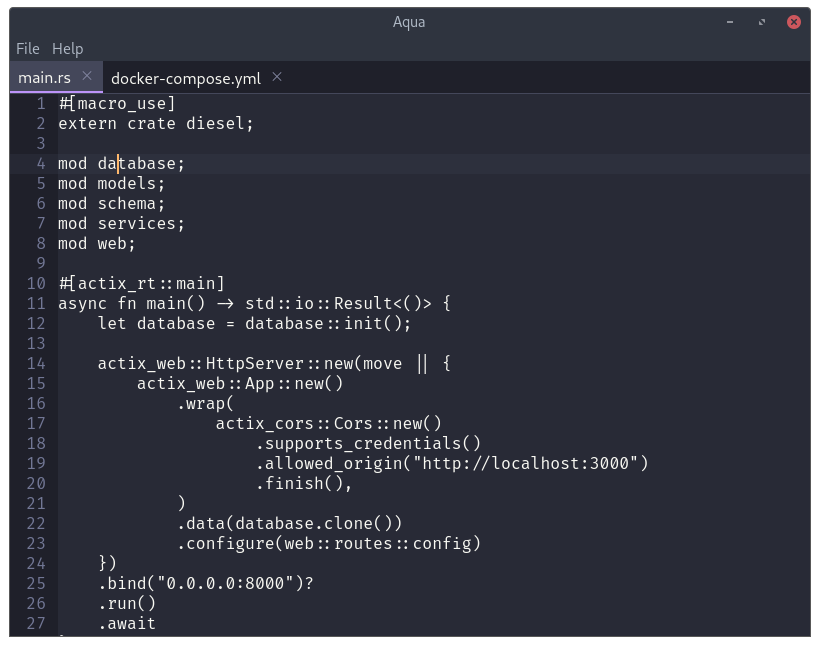 Aqua
File Help
main.rs docker-compose.yml
1 #[macro_use]
2 extern crate diesel;
3
4 mod database;
5 mod models;
6 mod schema;
7 mod services;
8 mod web;
9
10 #[actix_rt::main]
11 async fn main() -> std::io::Result<()> {
12     let database = database::init();
13
14     actix_web::HttpServer::new(move || {
15         actix_web::App::new()
16             .wrap(
17                 actix_cors::Cors::new()
18                     .supports_credentials()
19                     .allowed_origin("http://localhost:3000")
20                     .finish(),
21             )
22             .data(database.clone())
23             .configure(web::routes::config)
24     })
25     .bind("0.0.0.0:8000")?
26     .run()
27     .await